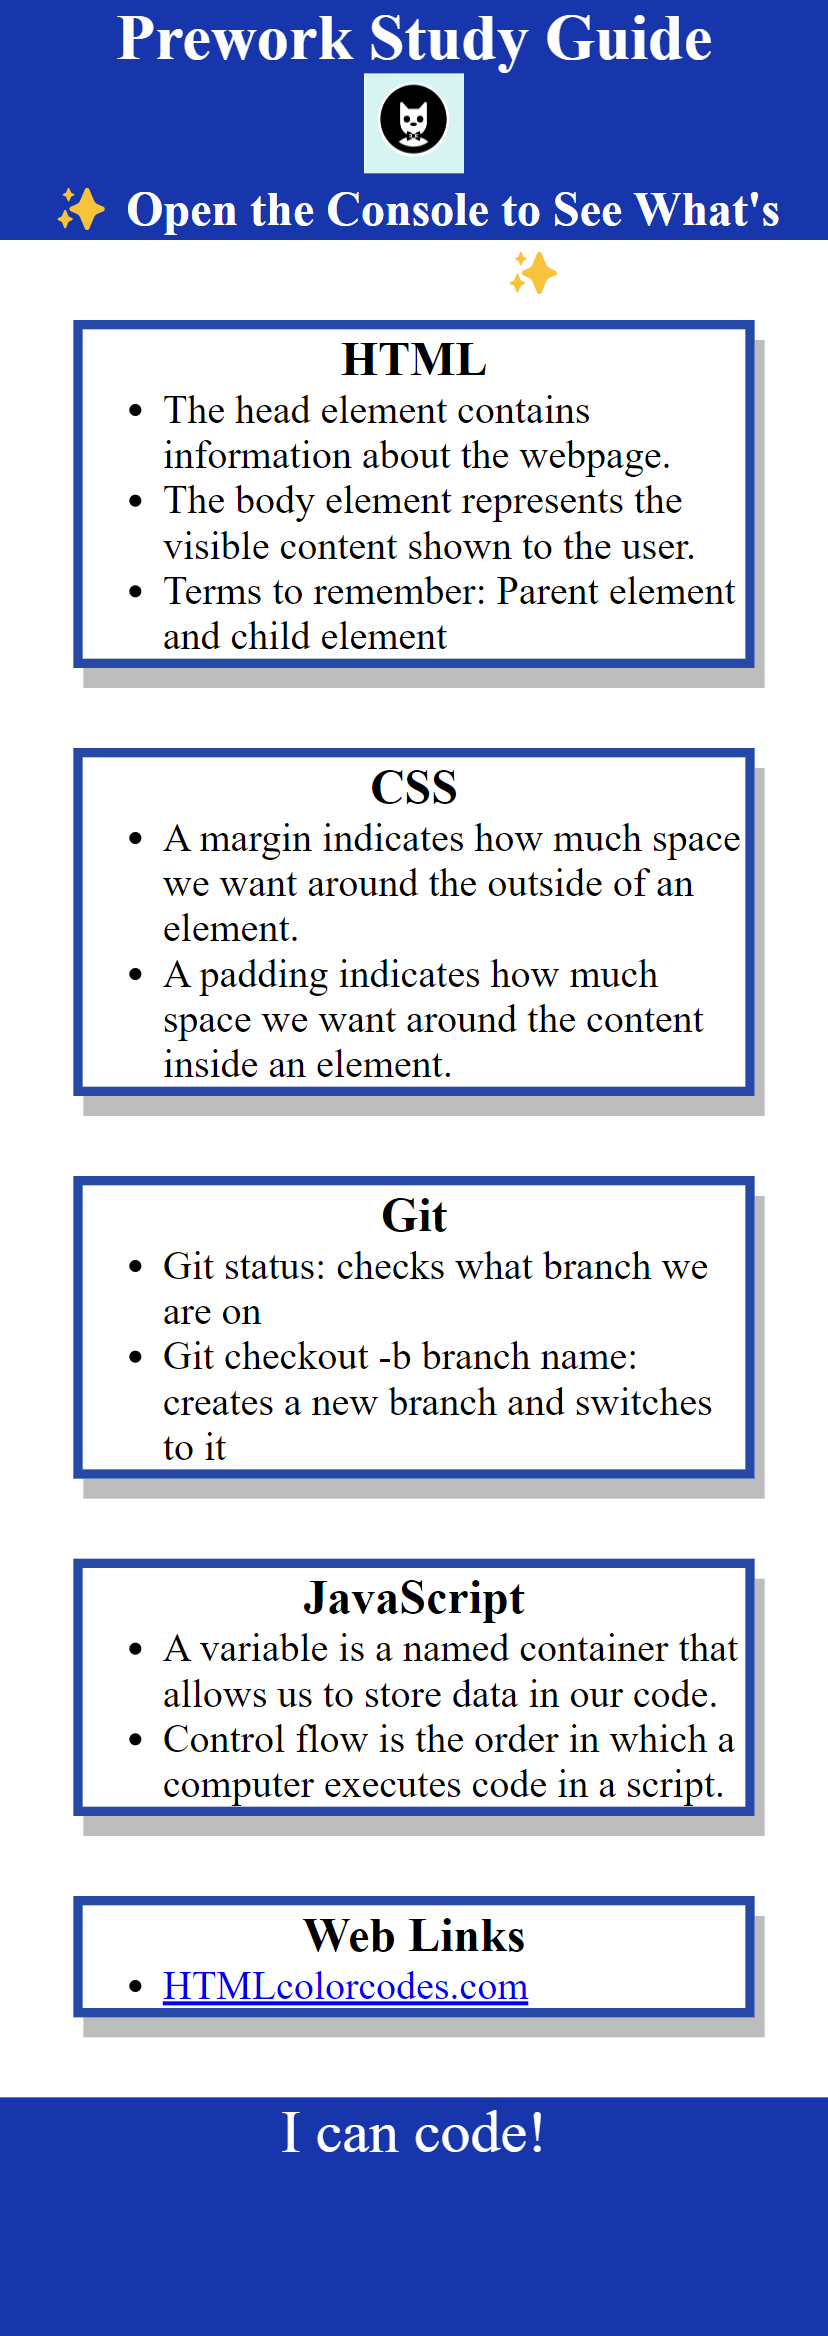 Prework Study Guide
✨ Open the Console to See What's
✨
HTML
• The head element contains
information about the webpage.
• The body element represents the
visible content shown to the user.
• Terms to remember: Parent element
and child element
CSS
• A margin indicates how much space
we want around the outside of an
element.
• A padding indicates how much
space we want around the content
inside an element.
Git
• Git status: checks what branch we
are on
• Git checkout -b branch name:
creates a new branch and switches
to it
JavaScript
• A variable is a named container that
allows us to store data in our code.
• Control flow is the order in which a
computer executes code in a script.
Web Links
• HTMLcolorcodes.com
I can code!